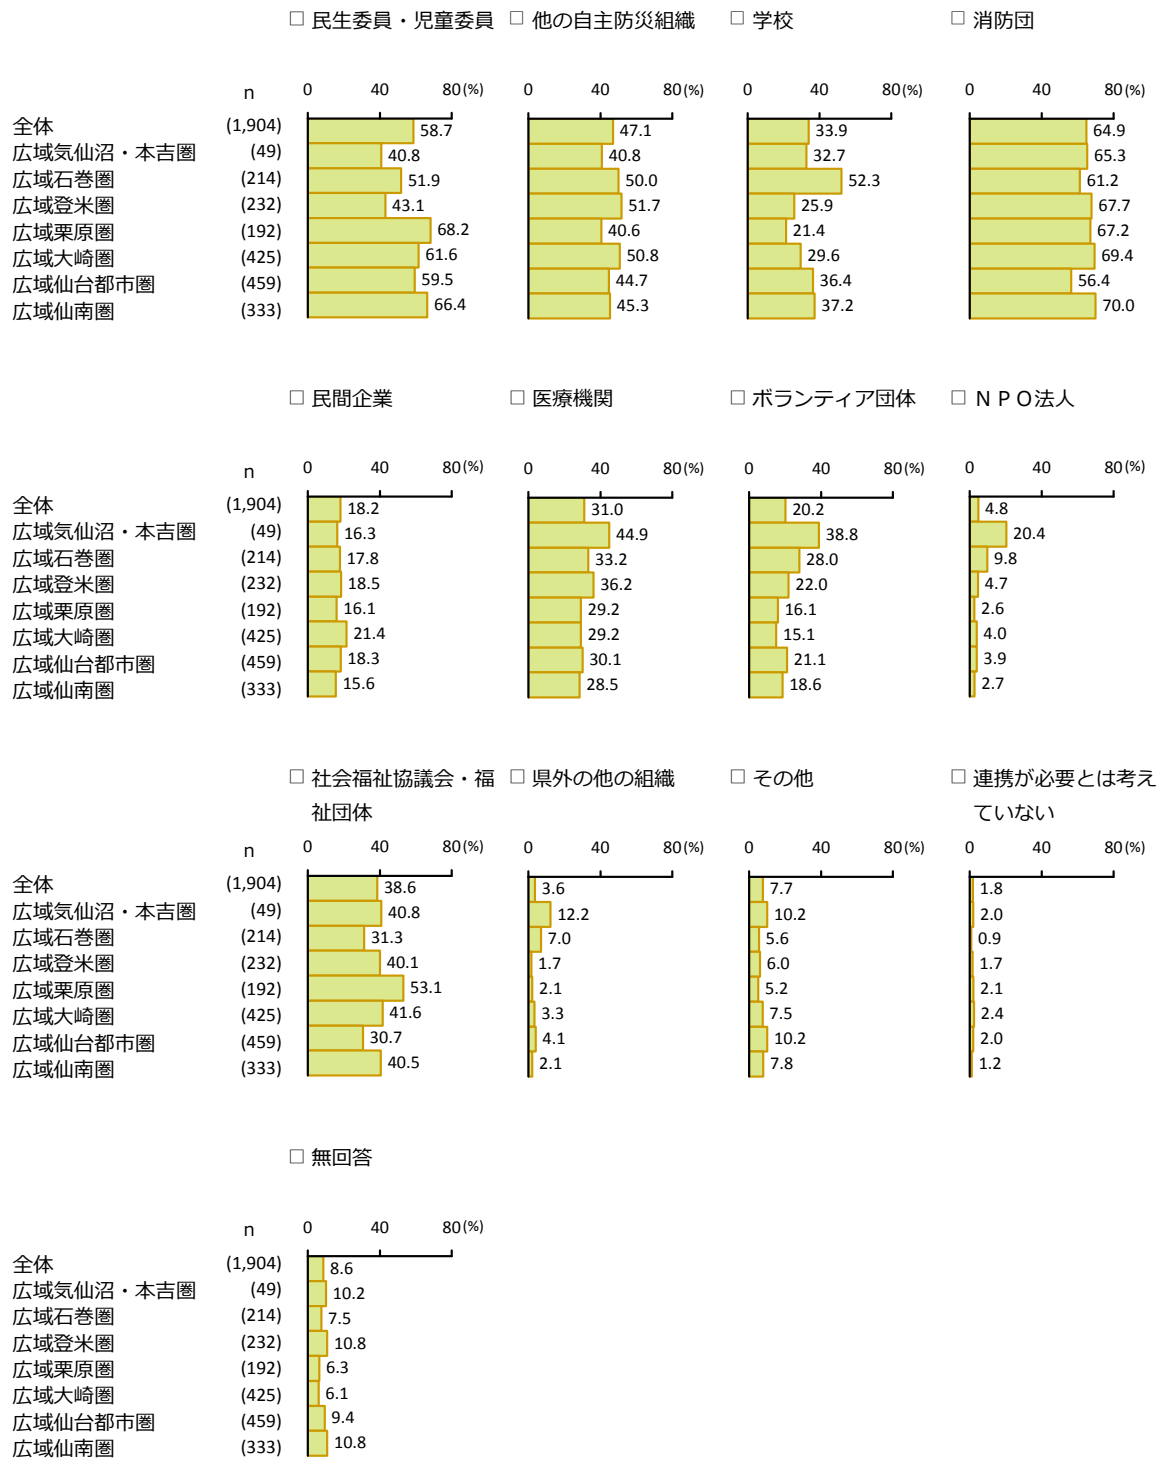 □ 民生委員・児童委員 □ 他の自主防災組織 □ 学校 □ 消防団
n 0 40 80(%) 0 40 80(%) 0 40 80(%) 0 40 80(%)
全体 (1,904) 58.7 47.1 33.9 64.9
広域気仙沼・本吉圏 (49) 40.8 40.8 32.7 65.3
広域石巻圏 (214) 51.9 50.0 52.3 61.2
広域登米圏 (232) 43.1 51.7 25.9 67.7
広域栗原圏 (192) 68.2 40.6 21.4 67.2
広域大崎圏 (425) 61.6 50.8 29.6 69.4
広域仙台都市圏 (459) 59.5 44.7 36.4 56.4
広域仙南圏 (333) 66.4 45.3 37.2 70.0
□ 民間企業 □ 医療機関 □ ボランティア団体 □ ＮＰＯ法人
n 0 40 80(%) 0 40 80(%) 0 40 80(%) 0 40 80(%)
全体 (1,904) 18.2 31.0 20.2 4.8
広域気仙沼・本吉圏 (49) 16.3 44.9 38.8 20.4
広域石巻圏 (214) 17.8 33.2 28.0 9.8
広域登米圏 (232) 18.5 36.2 22.0 4.7
広域栗原圏 (192) 16.1 29.2 16.1 2.6
広域大崎圏 (425) 21.4 29.2 15.1 4.0
広域仙台都市圏 (459) 18.3 30.1 21.1 3.9
広域仙南圏 (333) 15.6 28.5 18.6 2.7
□ 社会福祉協議会・福 □ 県外の他の組織 □ その他 □ 連携が必要とは考え
祉団体 ていない
n 0 40 80(%) 0 40 80(%) 0 40 80(%) 0 40 80(%)
全体 (1,904) 38.6 3.6 7.7 1.8
広域気仙沼・本吉圏 (49) 40.8 12.2 10.2 2.0
広域石巻圏 (214) 31.3 7.0 5.6 0.9
広域登米圏 (232) 40.1 1.7 6.0 1.7
広域栗原圏 (192) 53.1 2.1 5.2 2.1
広域大崎圏 (425) 41.6 3.3 7.5 2.4
広域仙台都市圏 (459) 30.7 4.1 10.2 2.0
広域仙南圏 (333) 40.5 2.1 7.8 1.2
□ 無回答
n 0 40 80(%)
全体 (1,904) 8.6
広域気仙沼・本吉圏 (49) 10.2
広域石巻圏 (214) 7.5
広域登米圏 (232) 10.8
広域栗原圏 (192) 6.3
広域大崎圏 (425) 6.1
広域仙台都市圏 (459) 9.4
広域仙南圏 (333) 10.8